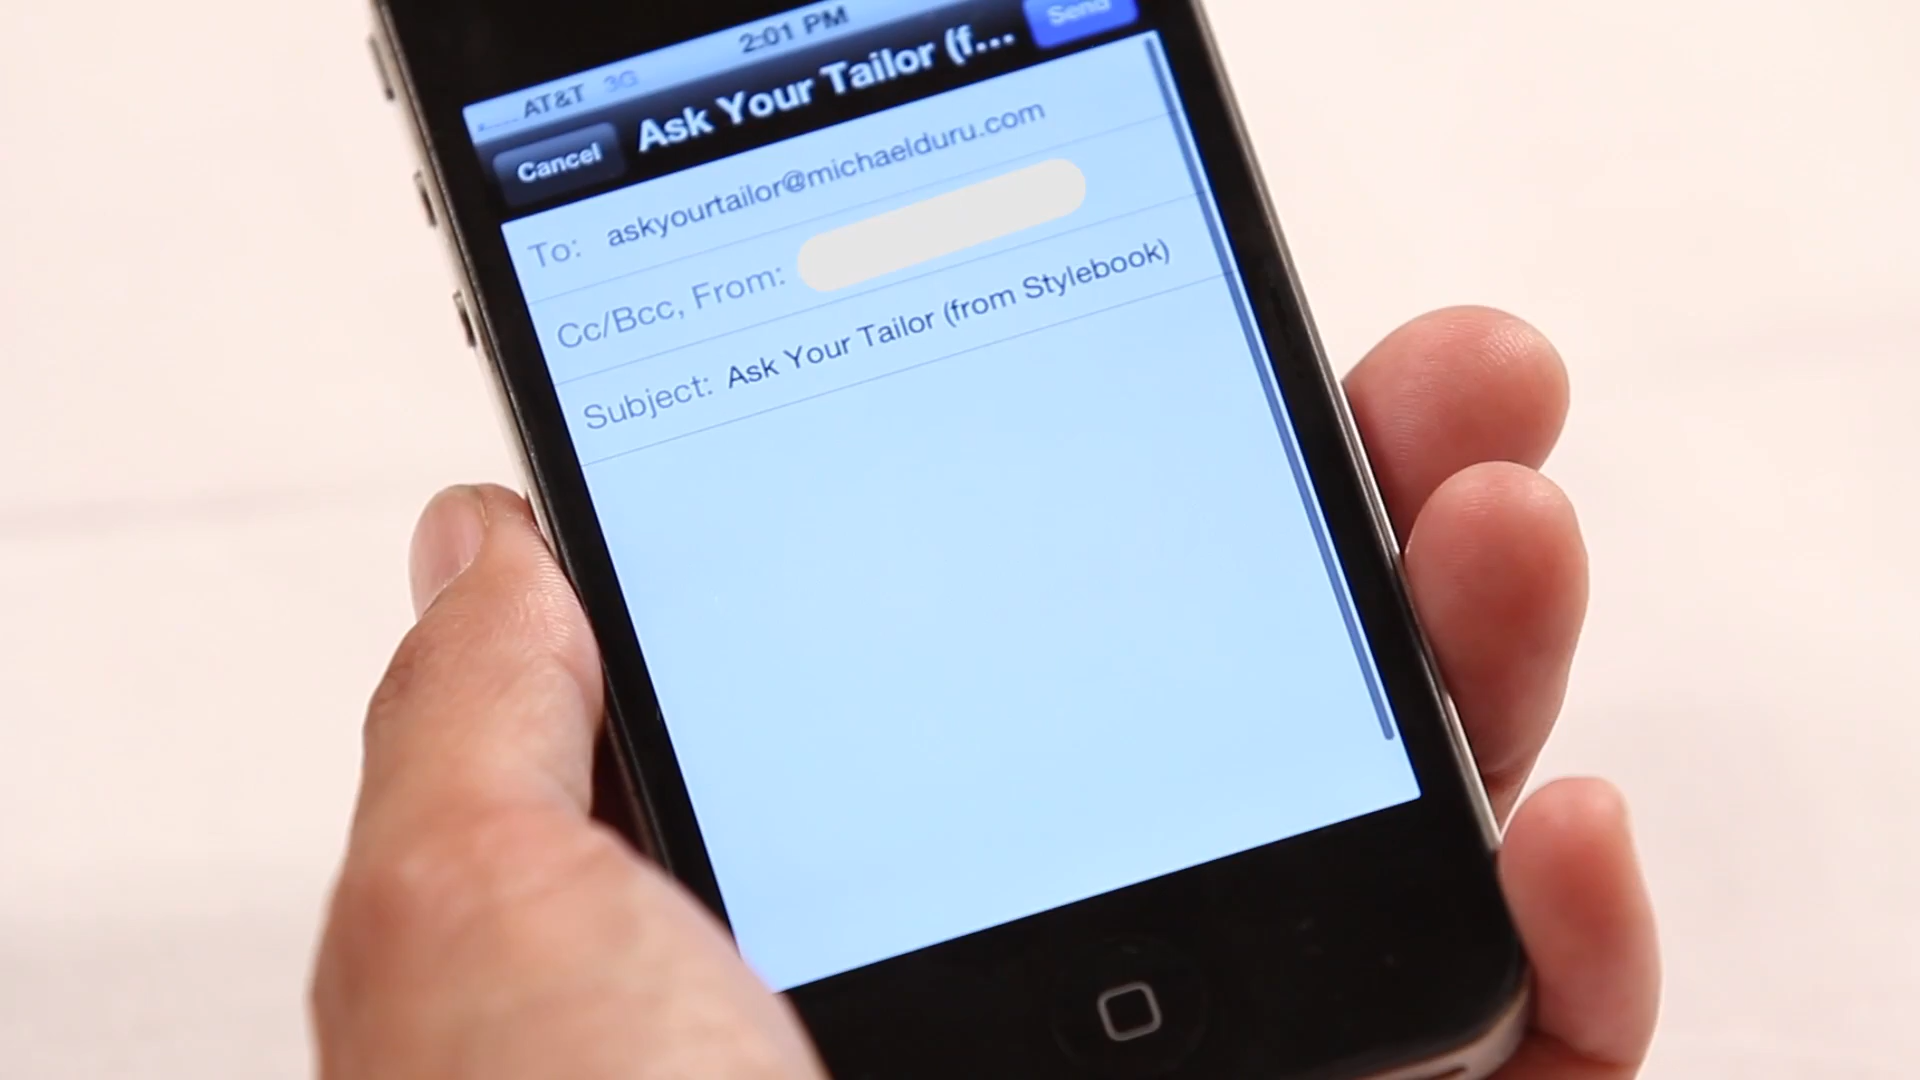 AT&T 3G 2:01 PM
Cancel Ask Your Tailor (f... Send
To: askyourtailor@michaelduru.com
Cc/Bcc, From:
Subject: Ask Your Tailor (from Stylebook)